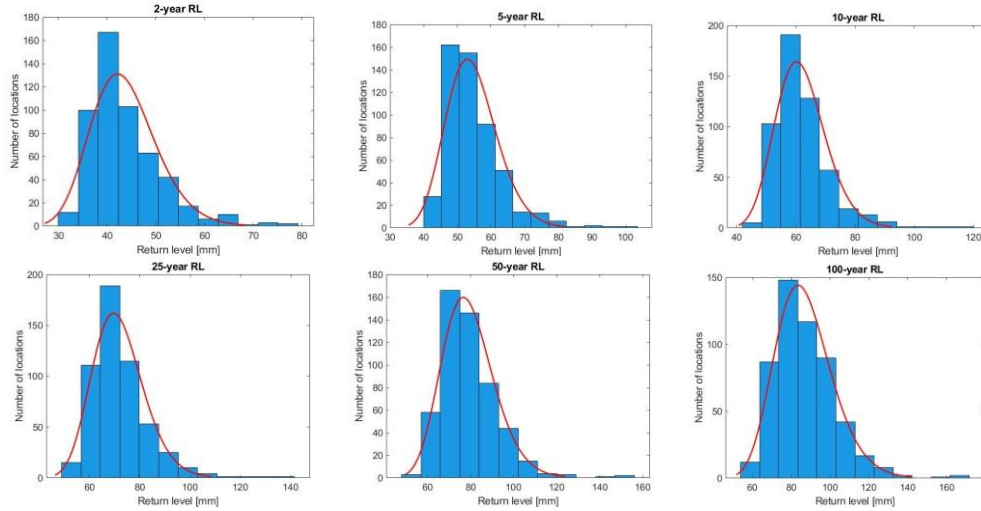 2-year RL
180
160
140
120
100
80
60
40
20
0
Number of locations
30 40 50 60 70 80
Return level [mm]
5-year RL
180
160
140
120
100
80
60
40
20
0
Number of locations
30 40 50 60 70 80 90 100
Return level [mm]
10-year RL
200
150
100
50
0
Number of locations
40 60 80 100 120
Return level [mm]
25-year RL
200
150
100
50
0
Number of locations
60 80 100 120 140
Return level [mm]
50-year RL
180
160
140
120
100
80
60
40
20
0
Number of locations
60 80 100 120 140 160
Return level [mm]
100-year RL
150
100
50
0
Number of locations
60 80 100 120 140 160
Return level [mm]